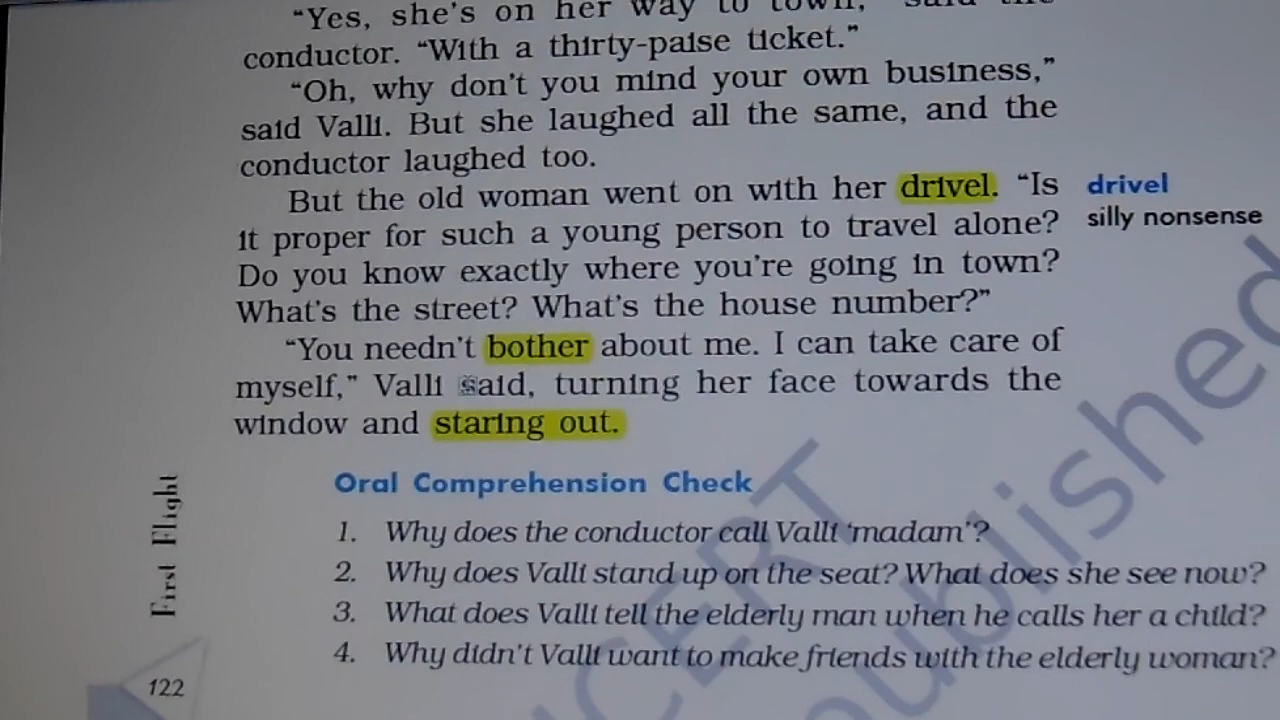 “Yes, she’s on her way to town,” said the
conductor. “With a thirty-paise ticket.”
“Oh, why don’t you mind your own business,”
said Valli. But she laughed all the same, and the
conductor laughed too.
But the old woman went on with her drivel. “Is
it proper for such a young person to travel alone?
Do you know exactly where you’re going in town?
What’s the street? What’s the house number?”
“You needn’t bother about me. I can take care of
myself,” Valli said, turning her face towards the
window and staring out.
drivel
silly nonsense
Oral Comprehension Check
1. Why does the conductor call Valli ‘madam’?
2. Why does Valli stand up on the seat? What does she see now?
3. What does Valli tell the elderly man when he calls her a child?
4. Why didn’t Valli want to make friends with the elderly woman?
First Flight
122
NCERT
published